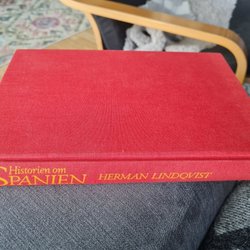 Historien om
SPANIEN
HERMAN LINDQVIST